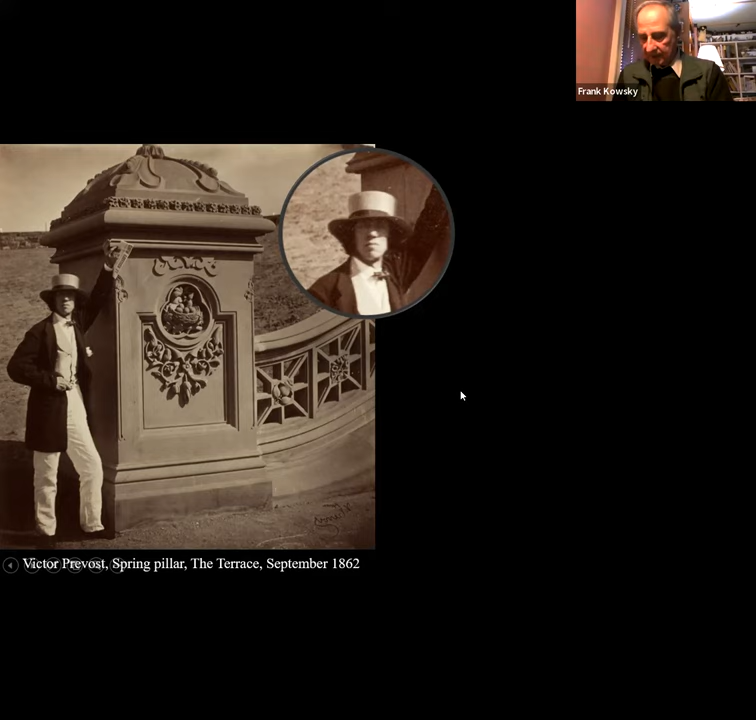 Frank Kowsky
Victor Prevost, Spring pillar, The Terrace, September 1862